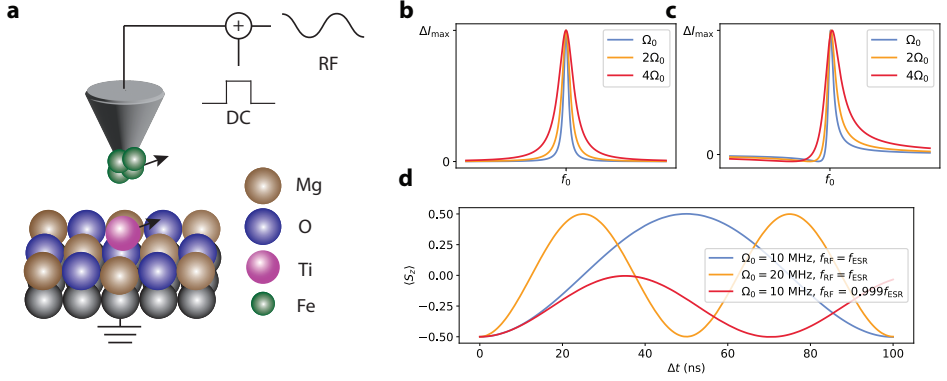 a
RF
DC
Mg
O
Ti
Fe
b
ΔI_max
0
f_0
Ω_0
2Ω_0
4Ω_0
c
ΔI_max
0
f_0
Ω_0
2Ω_0
4Ω_0
d
⟨S_z⟩
0.50
0.25
0.00
−0.25
−0.50
Ω_0 = 10 MHz, f_RF = f_ESR
Ω_0 = 20 MHz, f_RF = f_ESR
Ω_0 = 10 MHz, f_RF = 0.999f_ESR
0 20 40 60 80 100
Δt (ns)